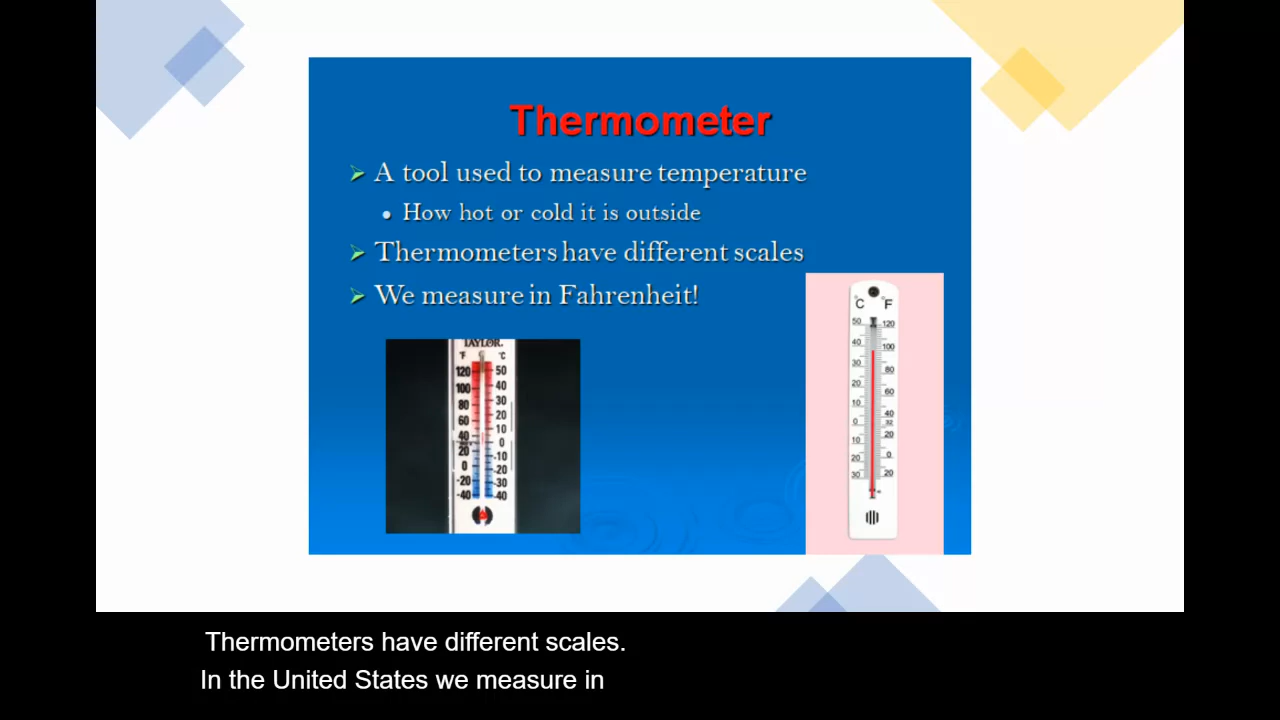 Thermometer
A tool used to measure temperature
How hot or cold it is outside
Thermometers have different scales
We measure in Fahrenheit!
TAYLOR
°F °C
120 50
100 40
80 30
60 20
40 10
20 0
0 -10
-20 -20
-40 -30
40
°C °F
50 120
40 100
30 80
20 60
10 40
0 32
10 20
20 0
30 20
Thermometers have different scales.
In the United States we measure in